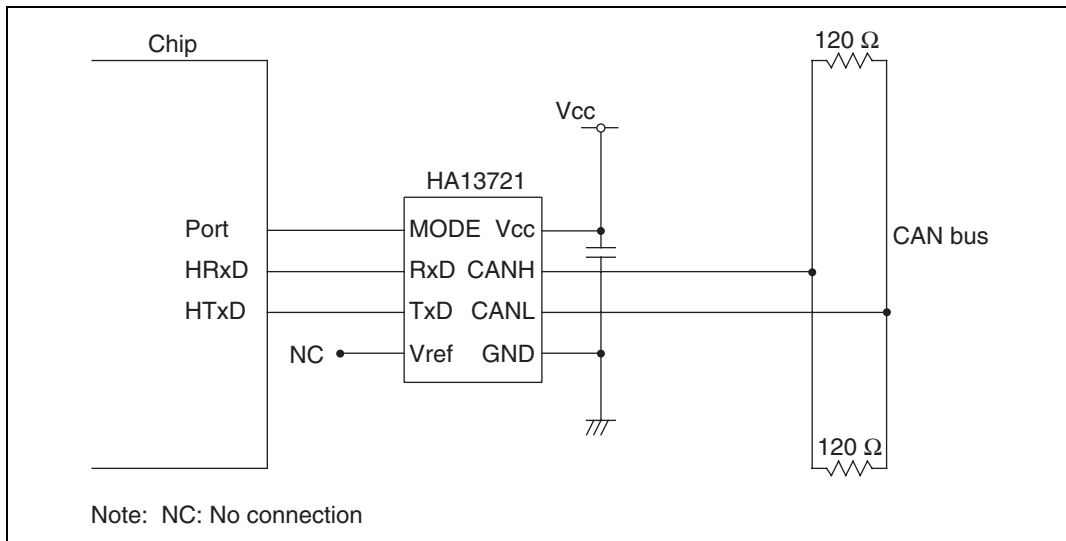 Chip
120 Ω
Vcc
HA13721
Port
MODE Vcc
CAN bus
HRxD
RxD CANH
HTxD
TxD CANL
NC
Vref GND
120 Ω
Note: NC: No connection